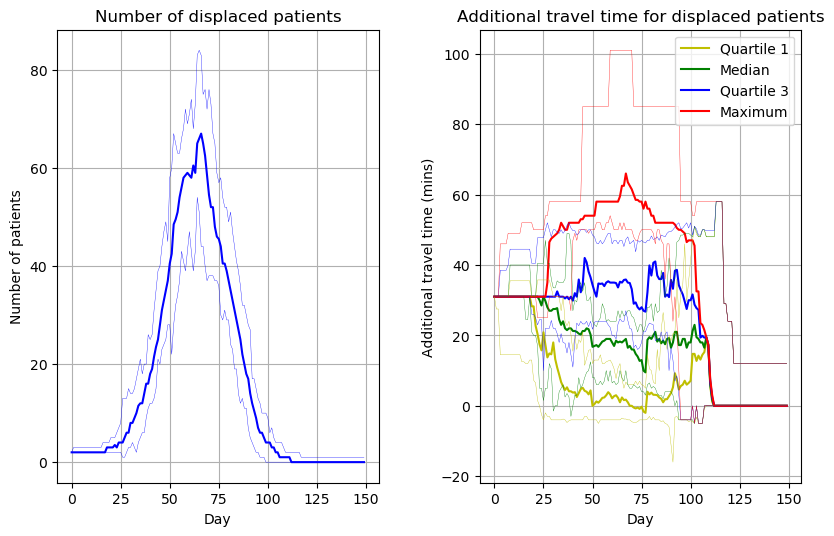 Number of displaced patients
Number of patients
80
60
40
20
0
0 25 50 75 100 125 150
Day
Additional travel time for displaced patients
Additional travel time (mins)
100
80
60
40
20
0
−20
Quartile 1
Median
Quartile 3
Maximum
0 25 50 75 100 125 150
Day